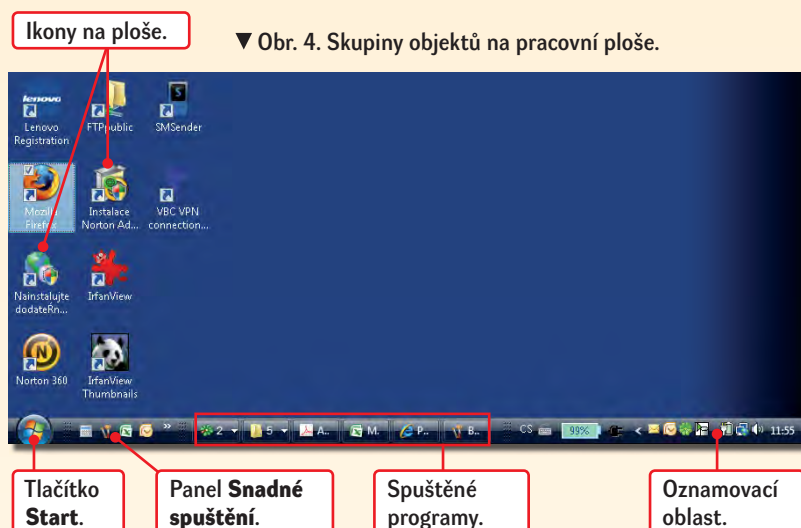 Ikony na ploše.
▼ Obr. 4. Skupiny objektů na pracovní ploše.
lenovo
S
Lenovo
Registration
FTPpublic
SMSender
Mozilla
Firefox
Instalace
Norton Ad...
VBC VPN
connection...
Nainstalujte
dodateŘn...
IrfanView
Norton 360
IrfanView
Thumbnails
» 2 5 A.. M. P.. B.. CS 99% < 11:55
Tlačítko
Start.
Panel Snadné
spuštění.
Spuštěné
programy.
Oznamovací
oblast.